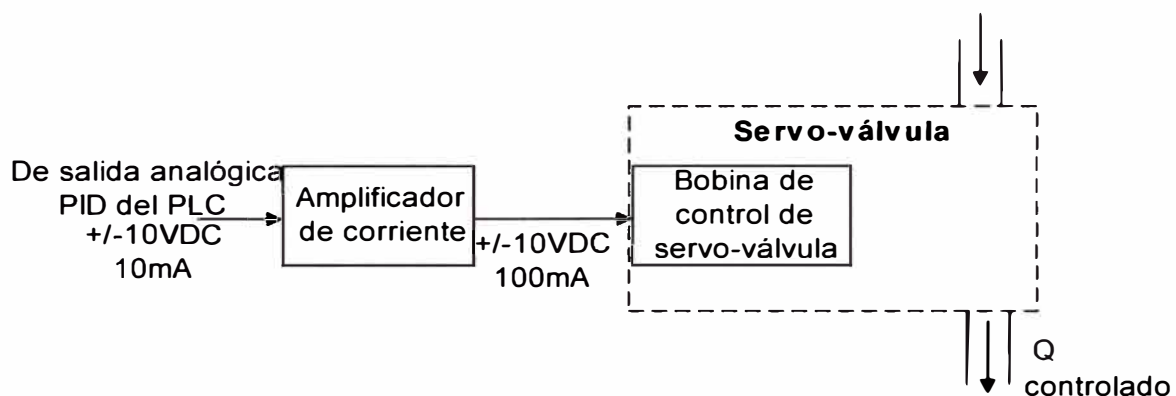 Servo-válvula
De salida analógica
PID del PLC
+/-10VDC
10mA
Amplificador
de corriente
+/-10VDC
100mA
Bobina de
control de
servo-válvula
Q
controlado